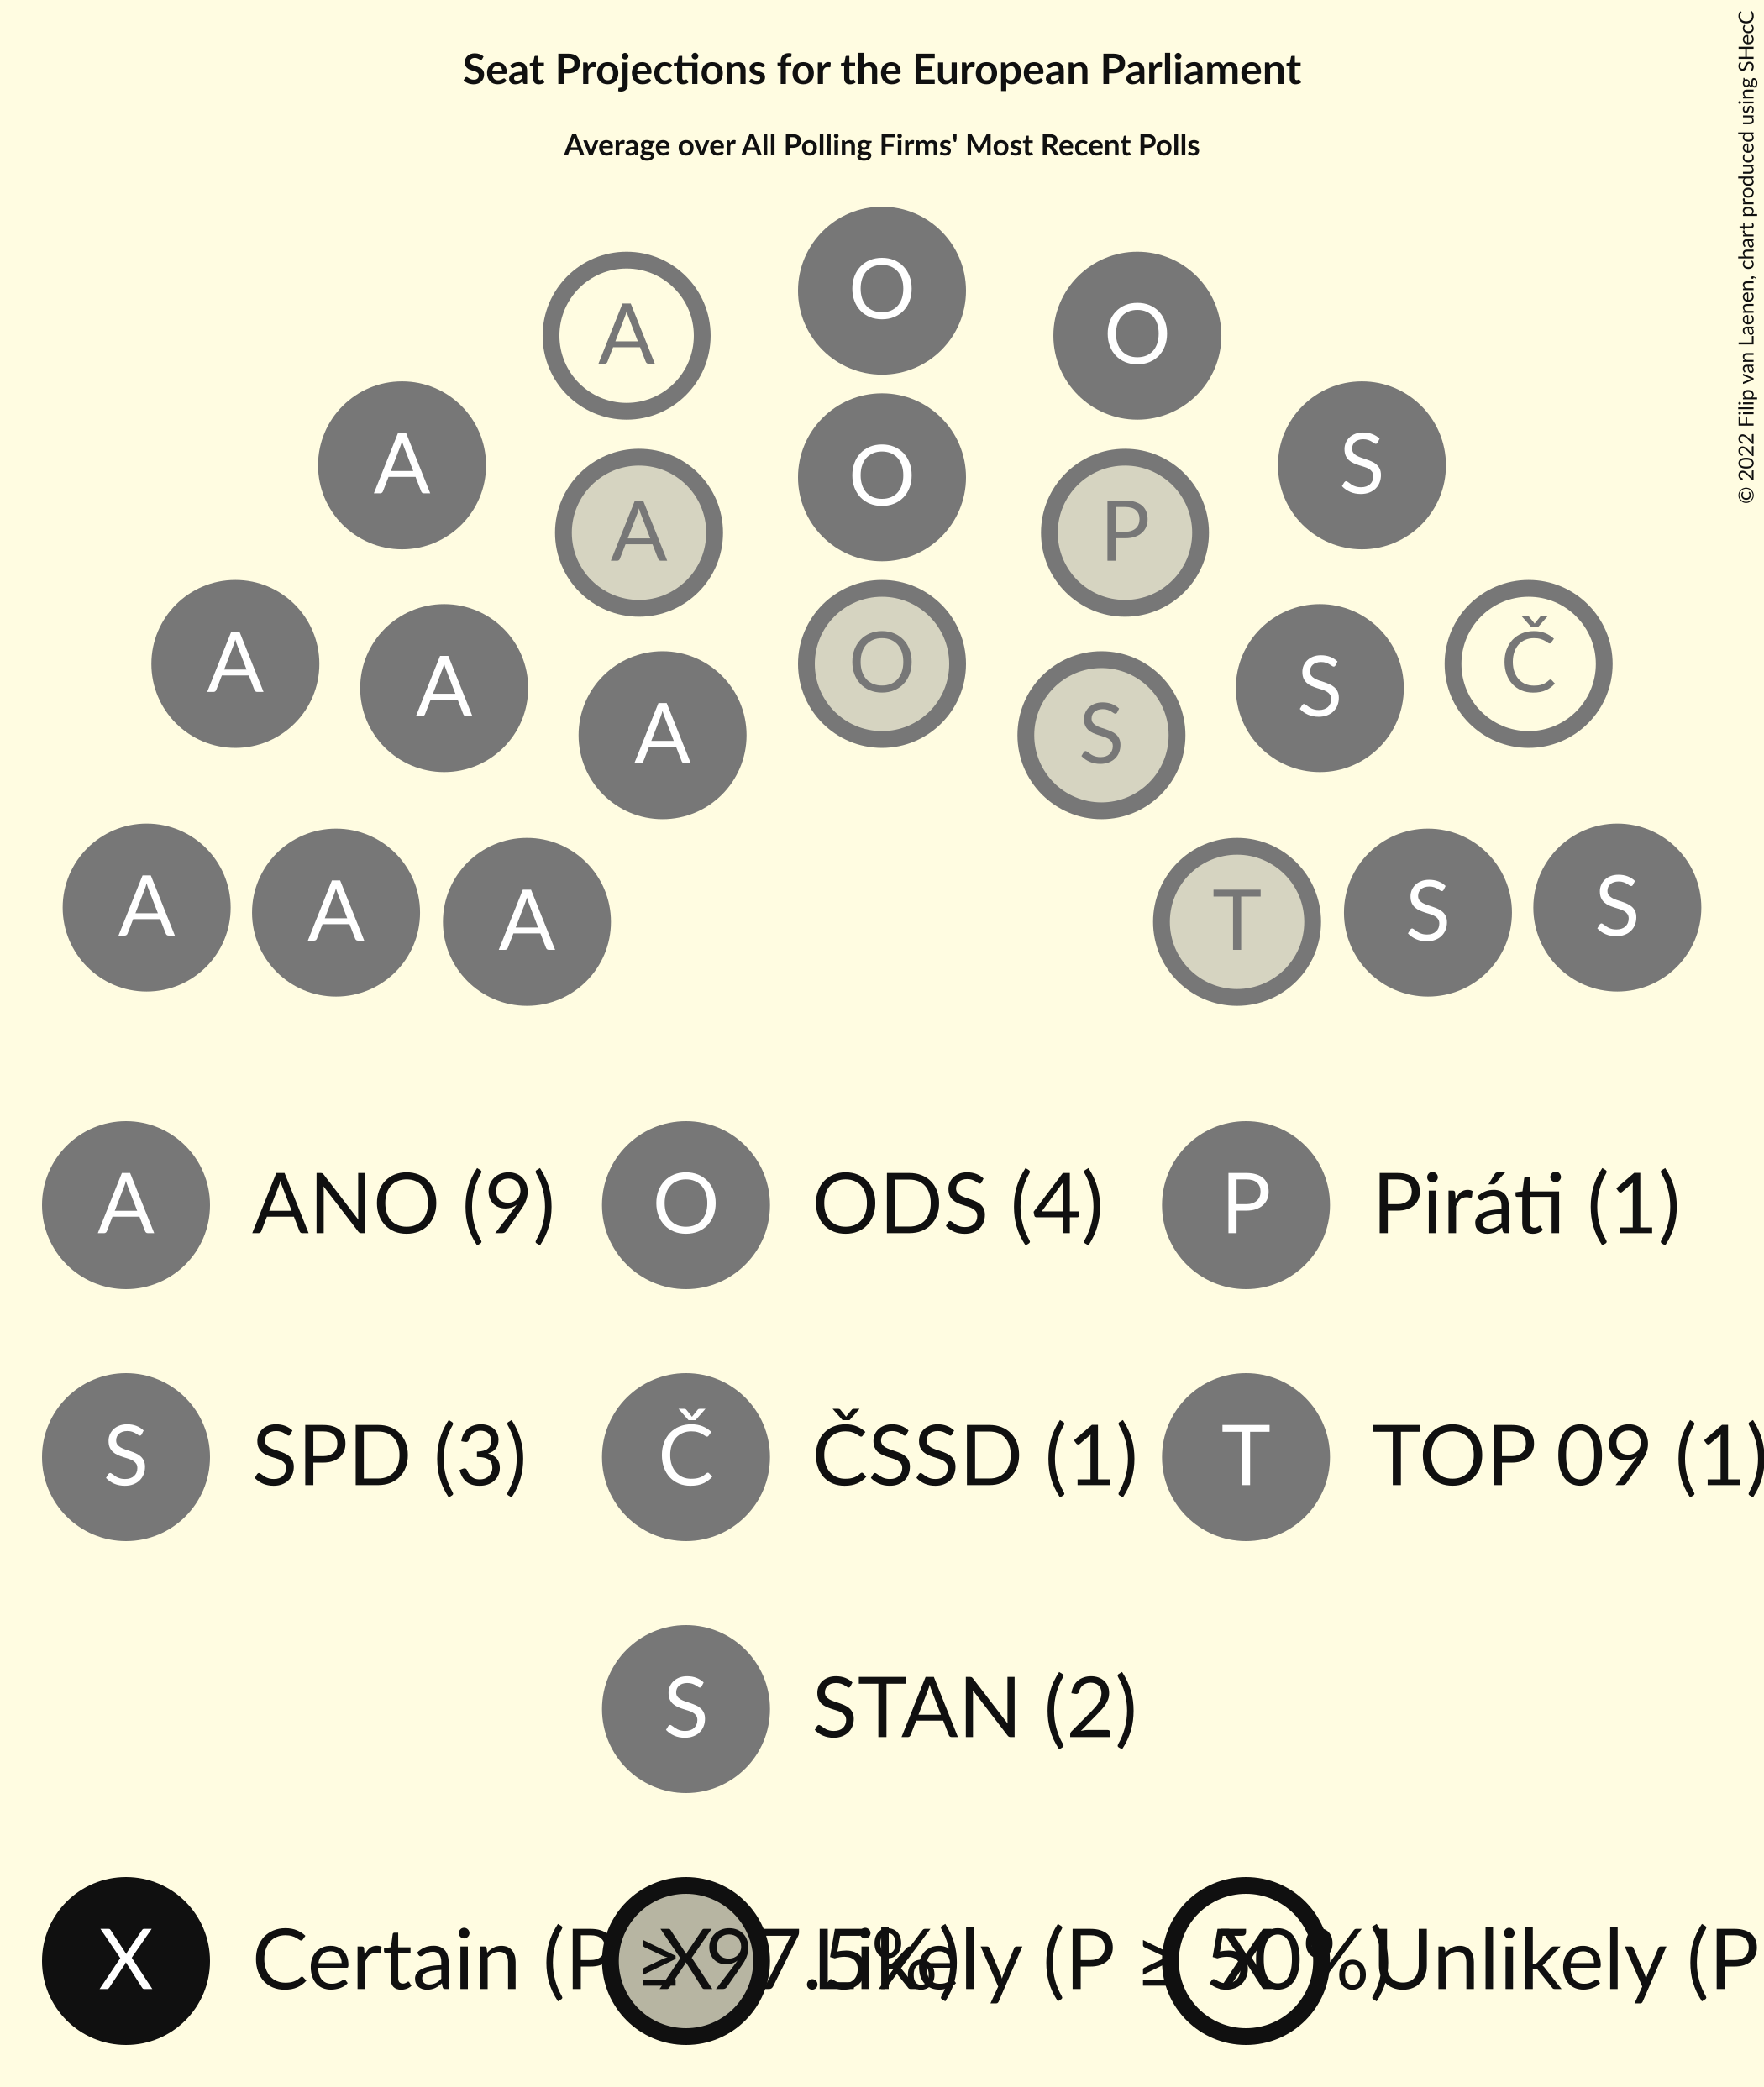 Seat Projections for the European Parliament
Average over All Polling Firms' Most Recent Polls
© 2022 Filip van Laenen, chart produced using SHecC
O
A O
A O S
A P
A O Č
A S
A S
A S
A S
A T
ANO (9)
A
O
ODS (4)
P
Piráti (1)
S
SPD (3)
Č
ČSSD (1)
T
TOP 09 (1)
S
STAN (2)
X
Certain (P ≥ 97.5%)
X
Likely (P ≥ 50%)
X
Unlikely (P